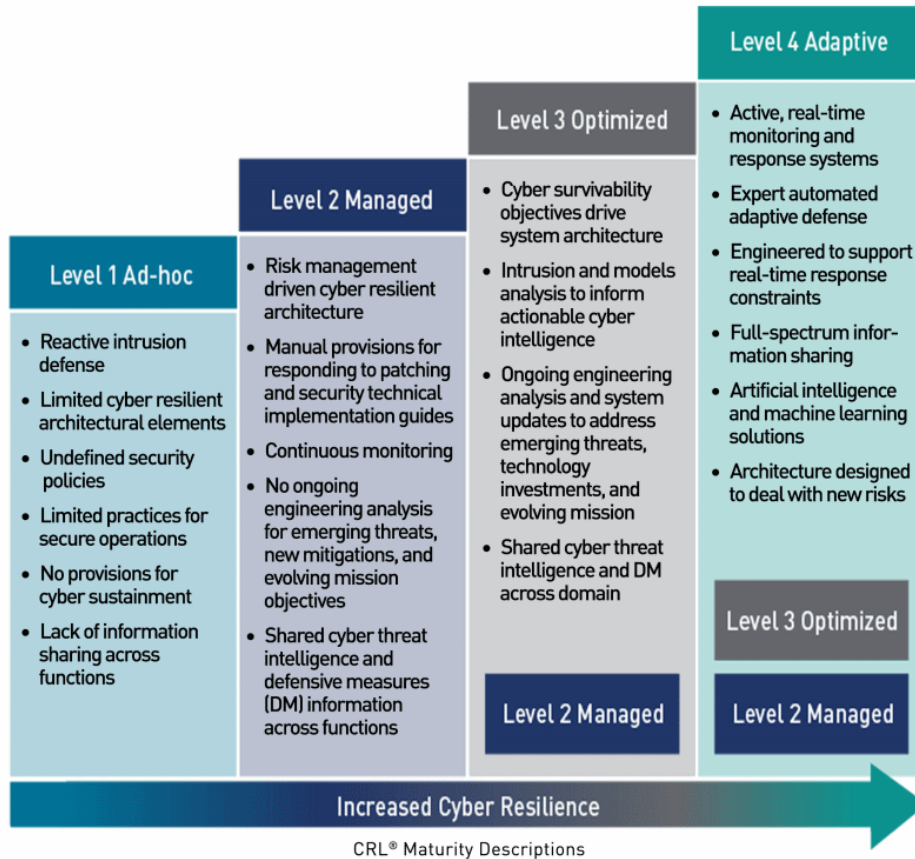 Level 1 Ad-hoc
• Reactive intrusion
defense
• Limited cyber resilient
architectural elements
• Undefined security
policies
• Limited practices for
secure operations
• No provisions for
cyber sustainment
• Lack of information
sharing across
functions
Level 2 Managed
• Risk management
driven cyber resilient
architecture
• Manual provisions for
responding to patching
and security technical
implementation guides
• Continuous monitoring
• No ongoing
engineering analysis
for emerging threats,
new mitigations, and
evolving mission
objectives
• Shared cyber threat
intelligence and
defensive measures
(DM) information
across functions
Level 3 Optimized
• Cyber survivability
objectives drive
system architecture
• Intrusion and models
analysis to inform
actionable cyber
intelligence
• Ongoing engineering
analysis and system
updates to address
emerging threats,
technology
investments, and
evolving mission
• Shared cyber threat
intelligence and DM
across domain
Level 2 Managed
Level 4 Adaptive
• Active, real-time
monitoring and
response systems
• Expert automated
adaptive defense
• Engineered to support
real-time response
constraints
• Full-spectrum infor-
mation sharing
• Artificial intelligence
and machine learning
solutions
• Architecture designed
to deal with new risks
Level 3 Optimized
Level 2 Managed
Increased Cyber Resilience
CRL® Maturity Descriptions